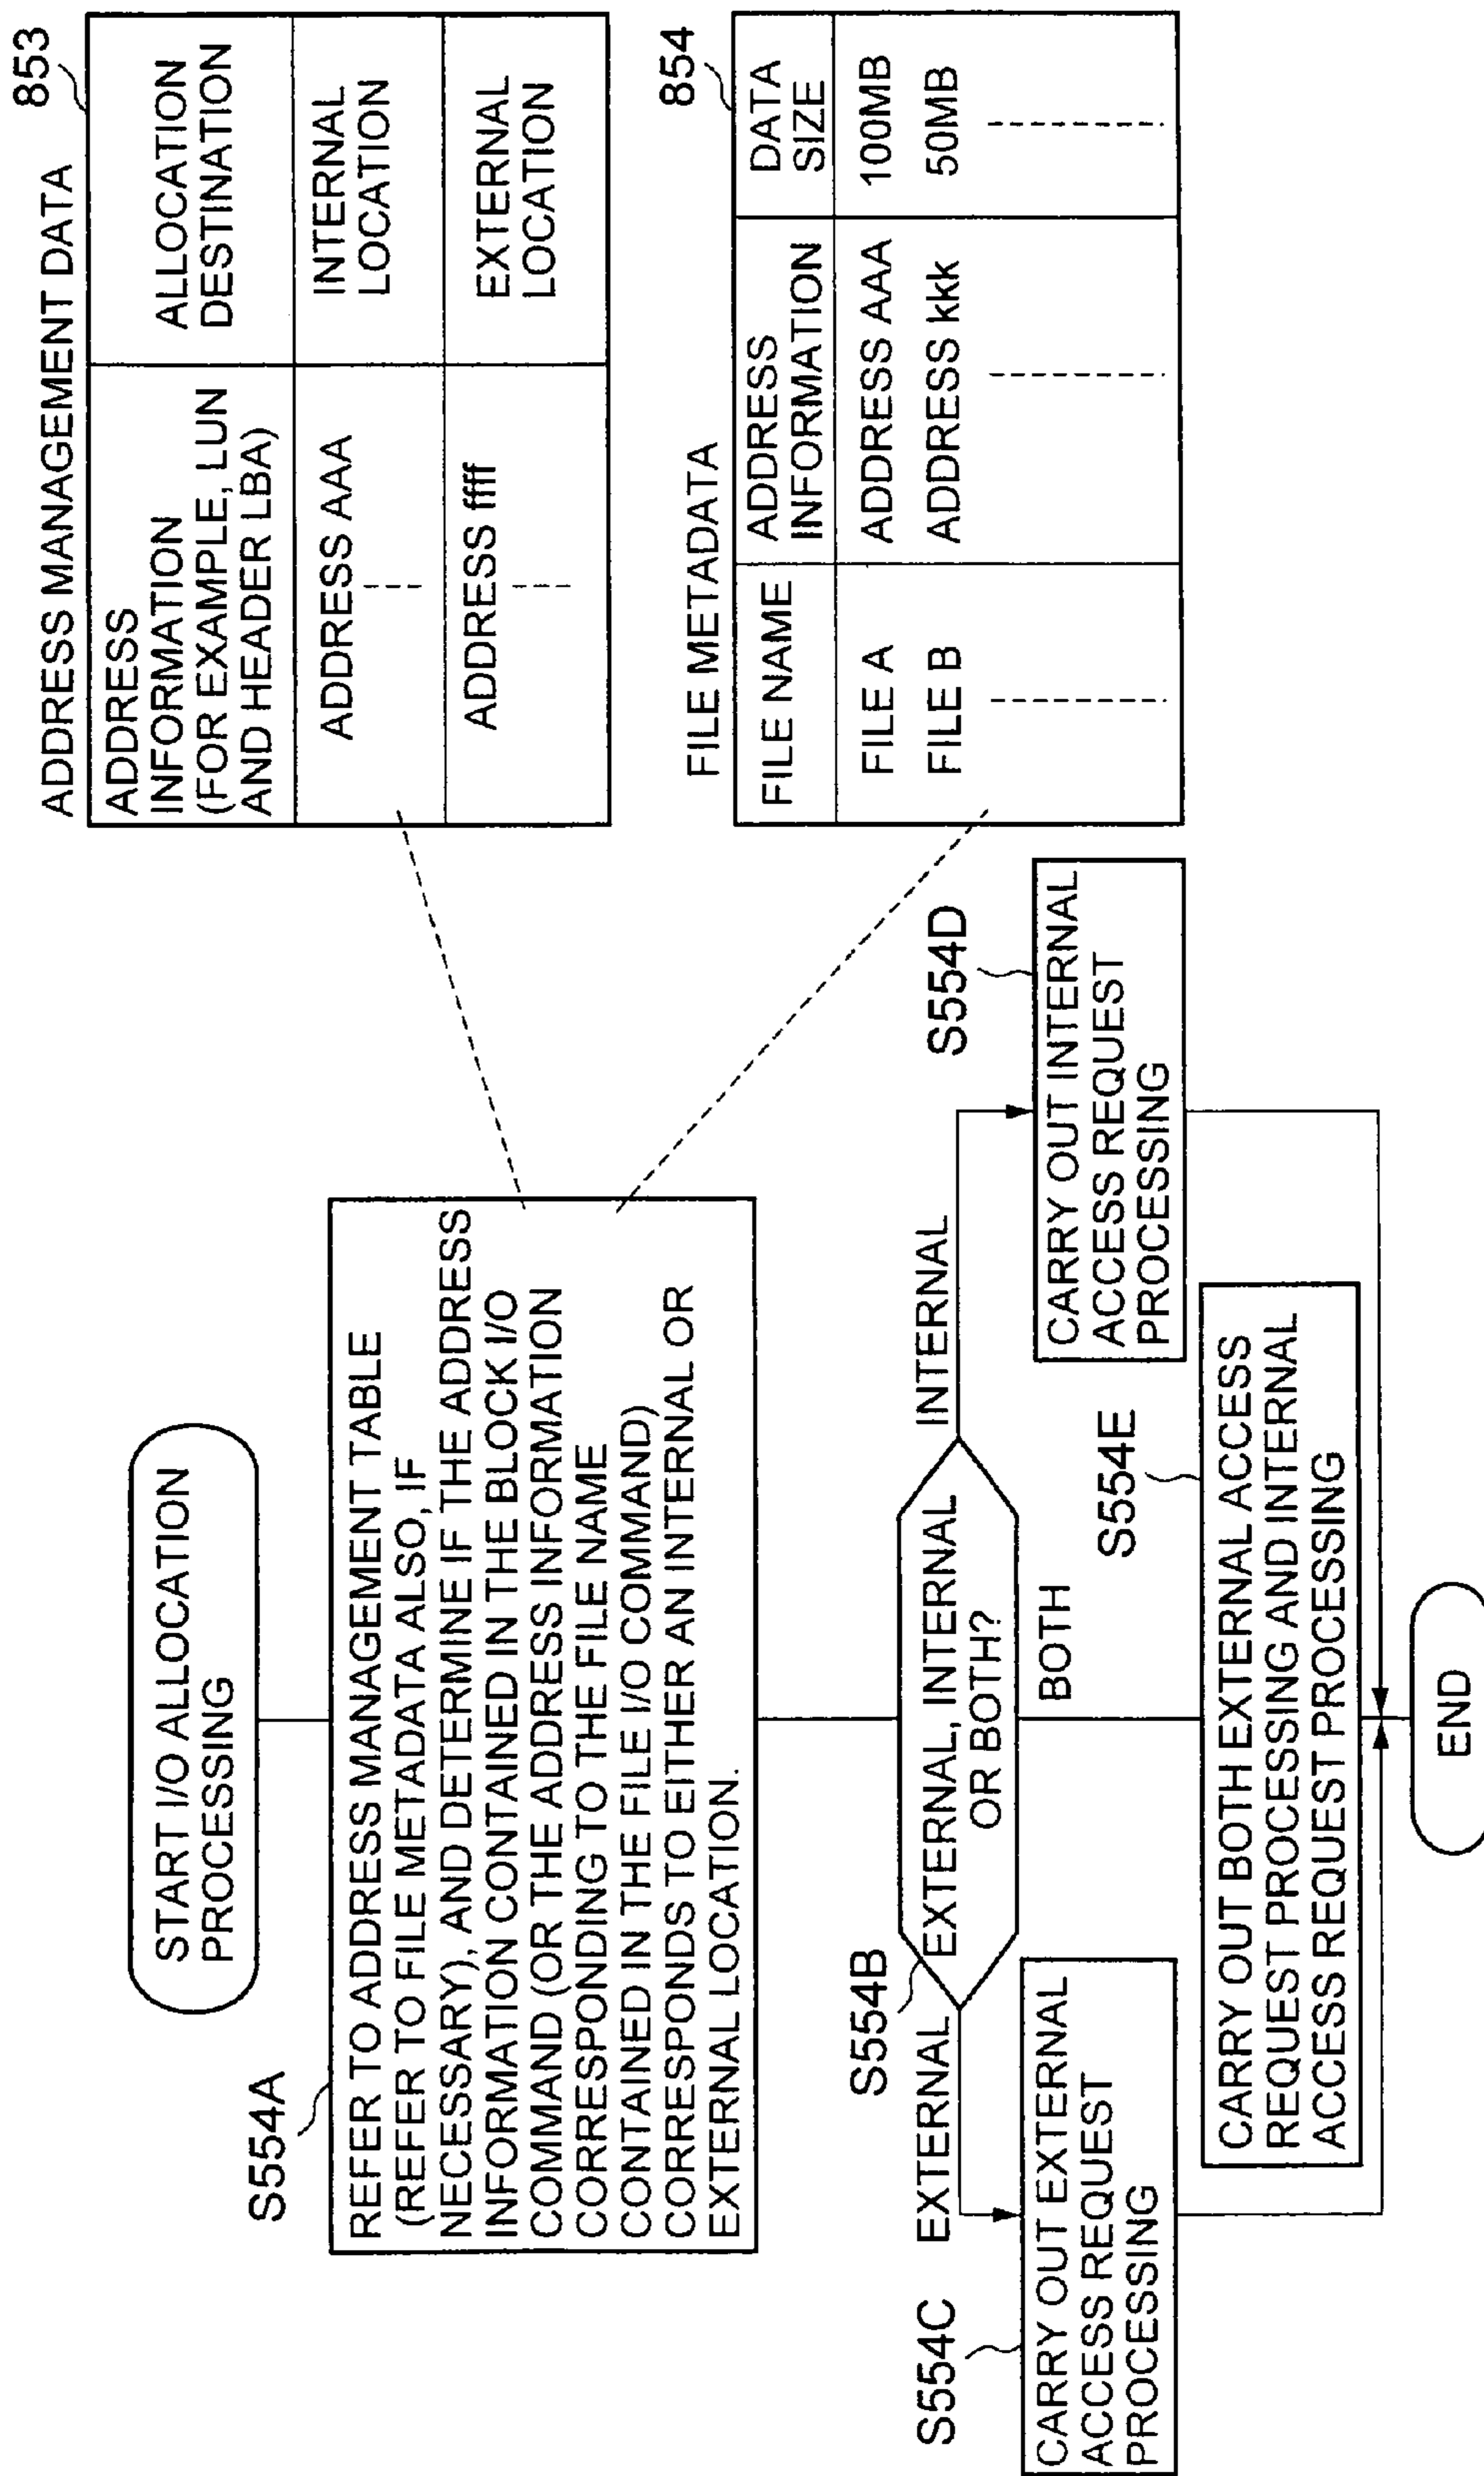 START I/O ALLOCATION
PROCESSING
S554A
REFER TO ADDRESS MANAGEMENT TABLE
(REFER TO FILE METADATA ALSO, IF
NECESSARY), AND DETERMINE IF THE ADDRESS
INFORMATION CONTAINED IN THE BLOCK I/O
COMMAND (OR THE ADDRESS INFORMATION
CORRESPONDING TO THE FILE NAME
CONTAINED IN THE FILE I/O COMMAND)
CORRESPONDS TO EITHER AN INTERNAL OR
EXTERNAL LOCATION.
S554B
EXTERNAL, INTERNAL
OR BOTH?
EXTERNAL
INTERNAL
BOTH
S554C
CARRY OUT EXTERNAL
ACCESS REQUEST
PROCESSING
S554D
CARRY OUT INTERNAL
ACCESS REQUEST
PROCESSING
S554E
CARRY OUT BOTH EXTERNAL ACCESS
REQUEST PROCESSING AND INTERNAL
ACCESS REQUEST PROCESSING
END
ADDRESS MANAGEMENT DATA
853
ADDRESS
INFORMATION
(FOR EXAMPLE, LUN
AND HEADER LBA)
ALLOCATION
DESTINATION
ADDRESS AAA
INTERNAL
LOCATION
ADDRESS ffff
EXTERNAL
LOCATION
FILE METADATA
854
FILE NAME
ADDRESS
INFORMATION
DATA
SIZE
FILE A ADDRESS AAA 100MB
FILE B ADDRESS kkk 50MB